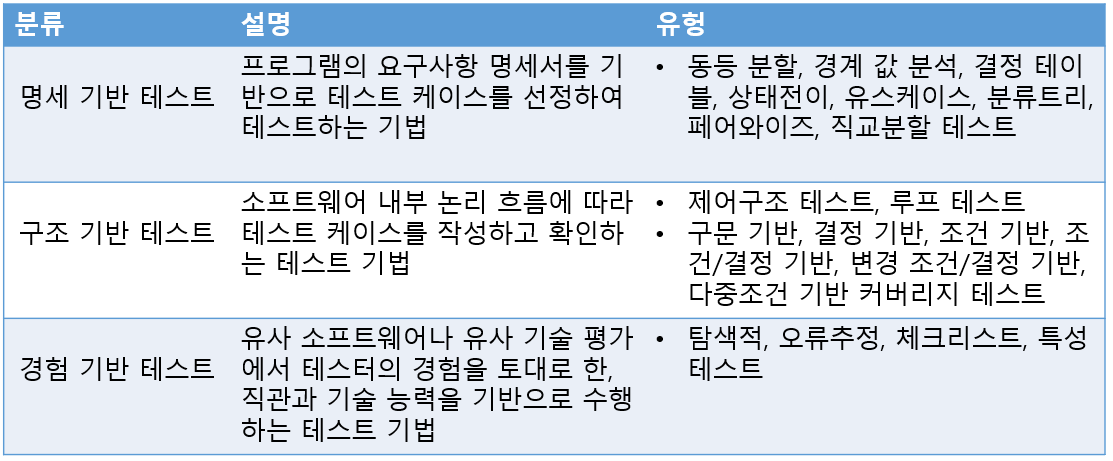 분류 설명 유헝
명세 기반 테스트
프로그램의 요구사항 명세서를 기
반으로 테스트 케이스를 선정하여
테스트하는 기법
• 동등 분할, 경계 값 분석, 결정 테이
블, 상태전이, 유스케이스, 분류트리,
페어와이즈, 직교분할 테스트
구조 기반 테스트
소프트웨어 내부 논리 흐름에 따라
테스트 케이스를 작성하고 확인하
는 테스트 기법
• 제어구조 테스트, 루프 테스트
• 구문 기반, 결정 기반, 조건 기반, 조
건/결정 기반, 변경 조건/결정 기반,
다중조건 기반 커버리지 테스트
경험 기반 테스트
유사 소프트웨어나 유사 기술 평가
에서 테스터의 경험을 토대로 한,
직관과 기술 능력을 기반으로 수행
하는 테스트 기법
• 탐색적, 오류추정, 체크리스트, 특성
테스트